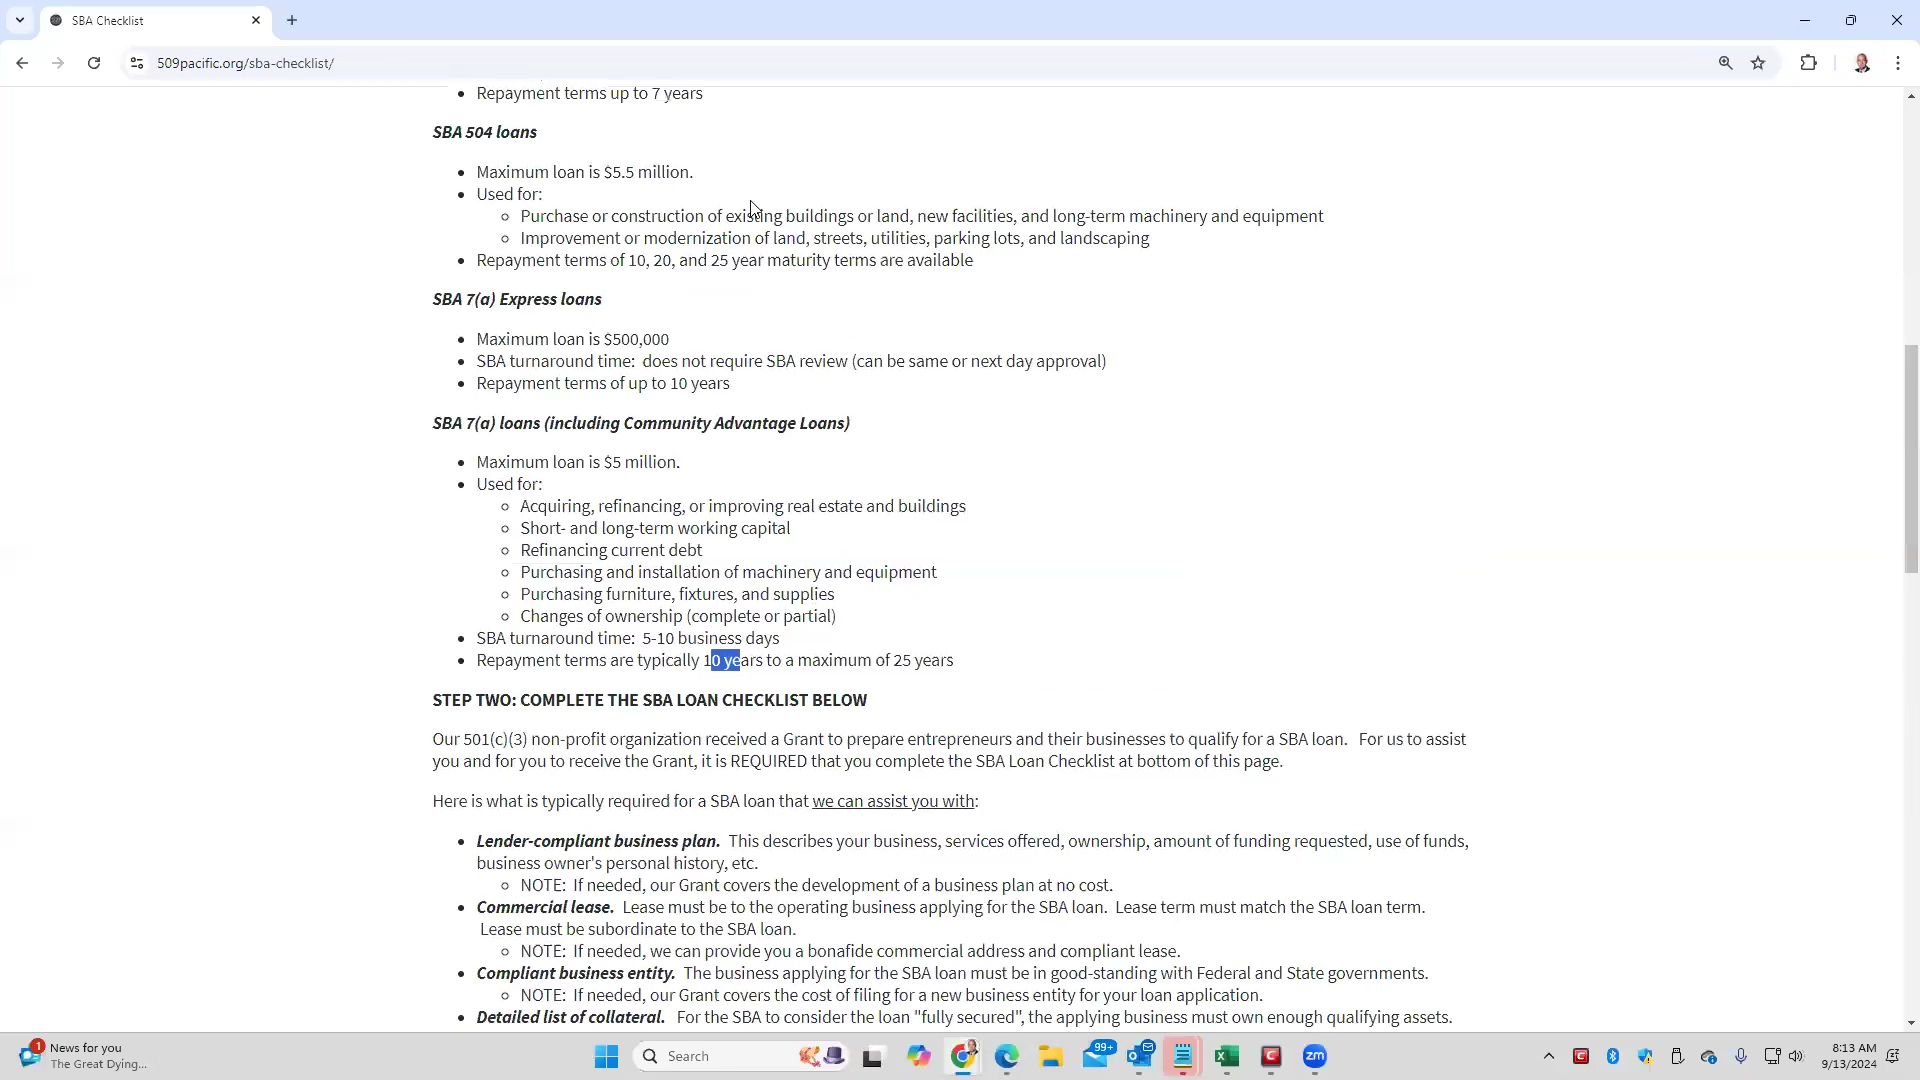 SBA Checklist
509pacific.org/sba-checklist/
Repayment terms up to 7 years
SBA 504 loans
Maximum loan is $5.5 million.
Used for:
Purchase or construction of existing buildings or land, new facilities, and long-term machinery and equipment
Improvement or modernization of land, streets, utilities, parking lots, and landscaping
Repayment terms of 10, 20, and 25 year maturity terms are available
SBA 7(a) Express loans
Maximum loan is $500,000
SBA turnaround time:  does not require SBA review (can be same or next day approval)
Repayment terms of up to 10 years
SBA 7(a) loans (including Community Advantage Loans)
Maximum loan is $5 million.
Used for:
Acquiring, refinancing, or improving real estate and buildings
Short- and long-term working capital
Refinancing current debt
Purchasing and installation of machinery and equipment
Purchasing furniture, fixtures, and supplies
Changes of ownership (complete or partial)
SBA turnaround time:  5-10 business days
Repayment terms are typically 10 years to a maximum of 25 years
STEP TWO: COMPLETE THE SBA LOAN CHECKLIST BELOW
Our 501(c)(3) non-profit organization received a Grant to prepare entrepreneurs and their businesses to qualify for a SBA loan.   For us to assist
you and for you to receive the Grant, it is REQUIRED that you complete the SBA Loan Checklist at bottom of this page.
Here is what is typically required for a SBA loan that we can assist you with:
Lender-compliant business plan.  This describes your business, services offered, ownership, amount of funding requested, use of funds,
business owner's personal history, etc.
NOTE:  If needed, our Grant covers the development of a business plan at no cost.
Commercial lease.  Lease must be to the operating business applying for the SBA loan.  Lease term must match the SBA loan term.
Lease must be subordinate to the SBA loan.
NOTE:  If needed, we can provide you a bonafide commercial address and compliant lease.
Compliant business entity.  The business applying for the SBA loan must be in good-standing with Federal and State governments.
NOTE:  If needed, our Grant covers the cost of filing for a new business entity for your loan application.
Detailed list of collateral.   For the SBA to consider the loan "fully secured", the applying business must own enough qualifying assets.
1
News for you
The Great Dying...
Search
99+
zm
8:13 AM
9/13/2024